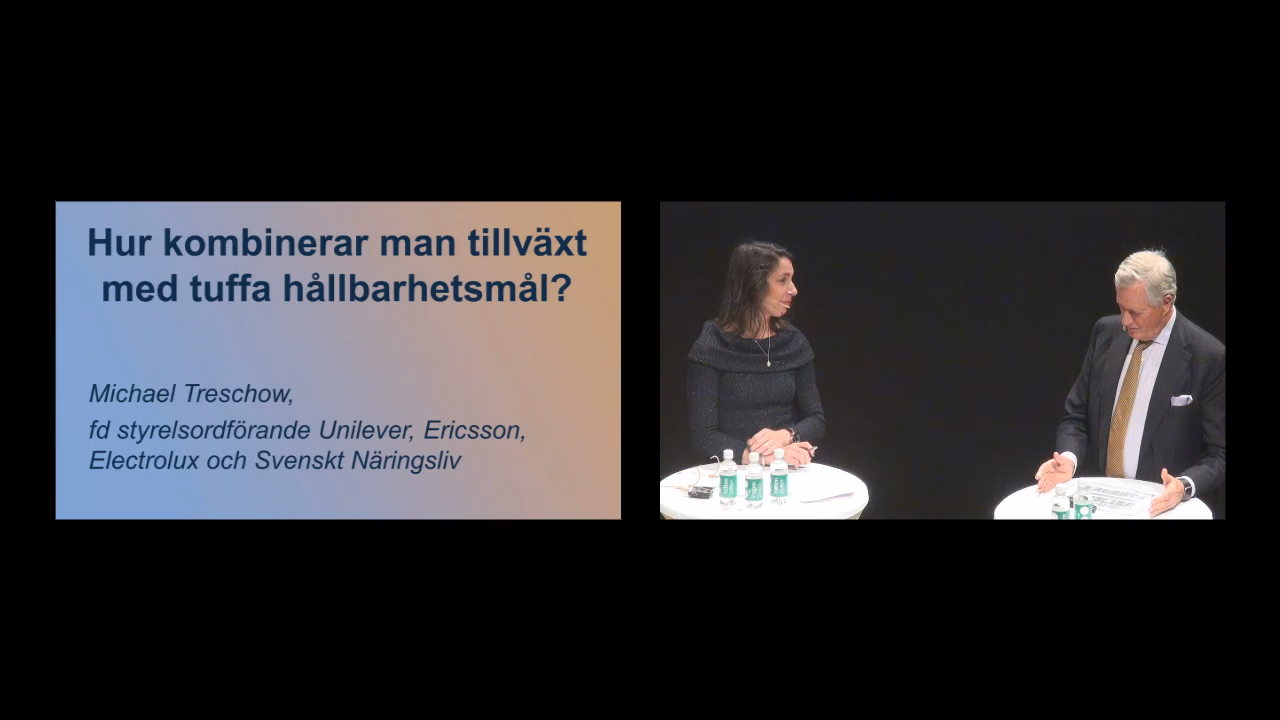 Hur kombinerar man tillväxt
med tuffa hållbarhetsmål?
Michael Treschow,
fd styrelsordförande Unilever, Ericsson,
Electrolux och Svenskt Näringsliv